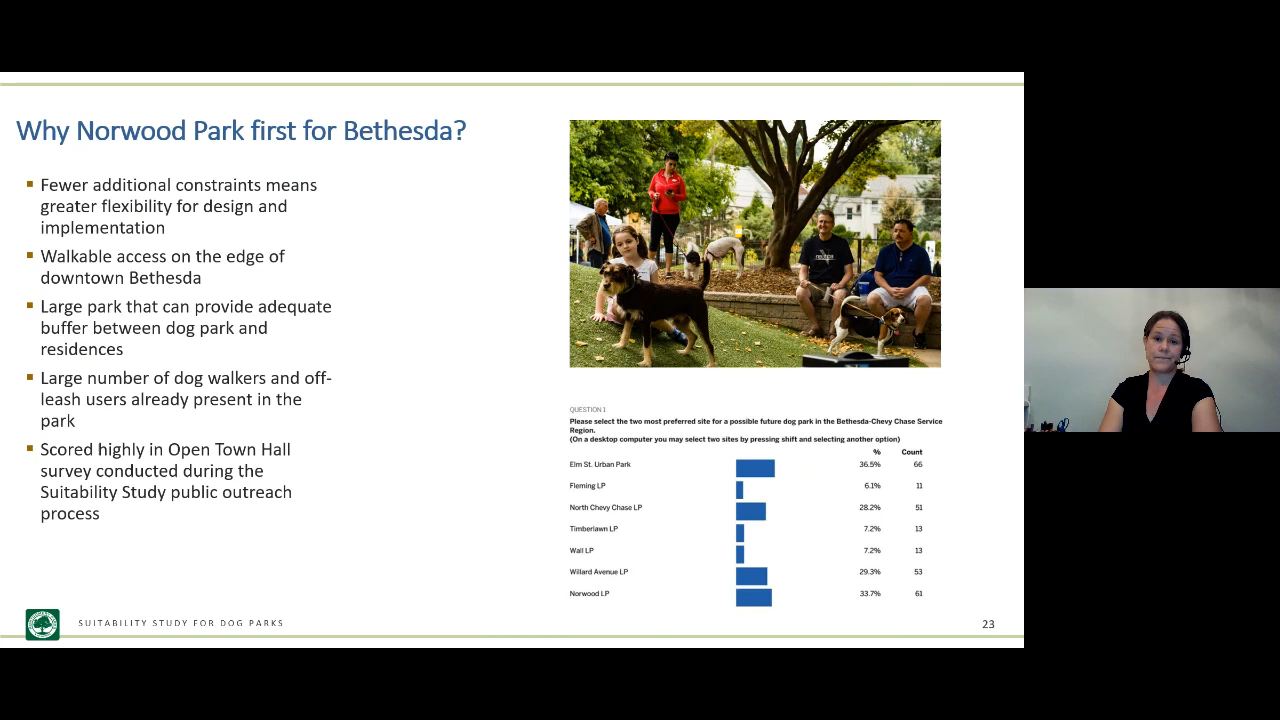 Why Norwood Park first for Bethesda?
Fewer additional constraints means
greater flexibility for design and
implementation
Walkable access on the edge of
downtown Bethesda
Large park that can provide adequate
buffer between dog park and
residences
Large number of dog walkers and off-
leash users already present in the
park
Scored highly in Open Town Hall
survey conducted during the
Suitability Study public outreach
process
QUESTION 1
Please select the two most preferred site for a possible future dog park in the Bethesda-Chevy Chase Service
Region.
(On a desktop computer you may select two sites by pressing shift and selecting another option)
% Count
Elm St. Urban Park 36.5% 66
Fleming LP 6.1% 11
North Chevy Chase LP 28.2% 51
Timberlawn LP 7.2% 13
Wall LP 7.2% 13
Willard Avenue LP 29.3% 53
Norwood LP 33.7% 61
SUITABILITY STUDY FOR DOG PARKS
23